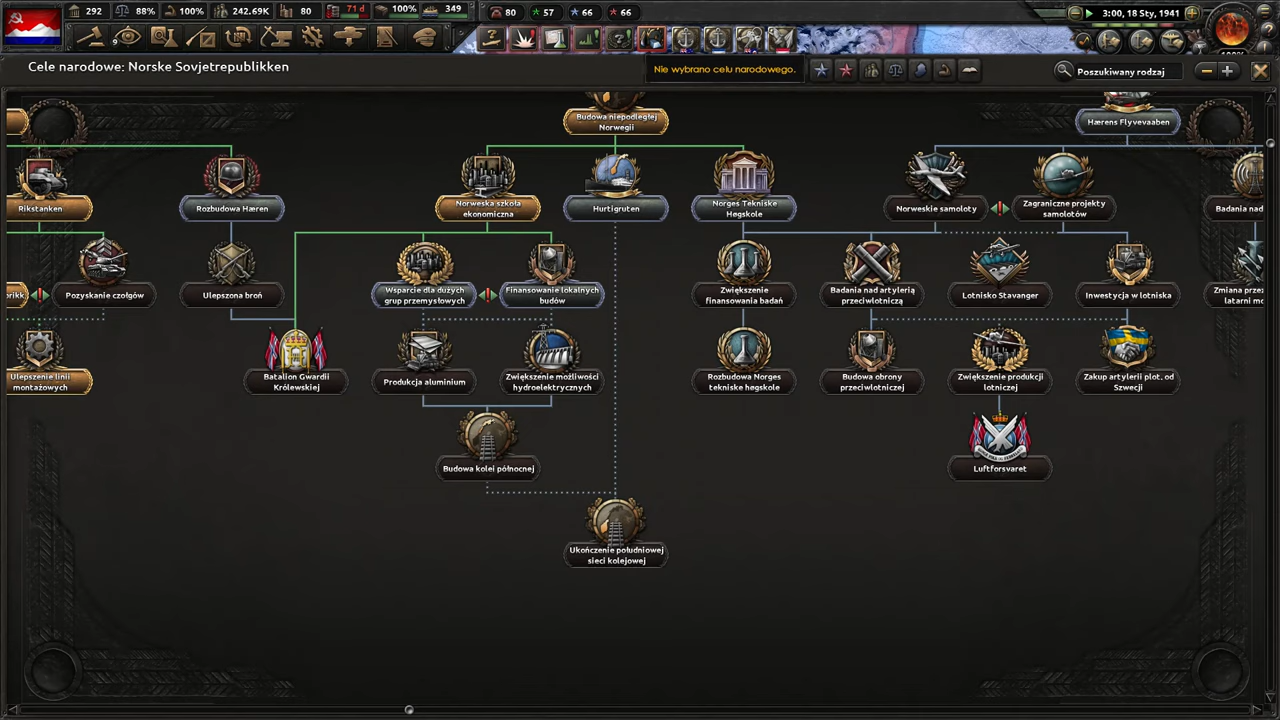 292
88%
100%
242.69K
80
71 d
100%
349
80
57
66
66
3:00, 18 Sty, 1941
Cele narodowe: Norske Sovjetrepublikken
Nie wybrano celu narodowego.
Poszukiwany rodzaj
Budowa niepodległej
Norwegii
Hærens Flyvevaaben
Rikstanken
Rozbudowa Hæren
Norweska szkoła
ekonomiczna
Hurtigruten
Norges Tekniske
Høgskole
Norweskie samoloty
Zagraniczne projekty
samolotów
Badania nad
Pozyskanie czołgów
Ulepszona broń
Wsparcie dla dużych
grup przemysłowych
Finansowanie lokalnych
budów
Zwiększenie
finansowania badań
Badania nad artylerią
przeciwlotniczą
Lotnisko Stavanger
Inwestycja w lotniska
Zmiana prze
latarni mo
Ulepszenie linii
montażowych
Batalion Gwardii
Królewskiej
Produkcja aluminium
Zwiększenie możliwości
hydroelektrycznych
Rozbudowa Norges
tekniske høgskole
Budowa obrony
przeciwlotniczej
Zwiększenie produkcji
lotniczej
Zakup artylerii plot. od
Szwecji
Budowa kolei północnej
Luftforsvaret
Ukończenie południowej
sieci kolejowej